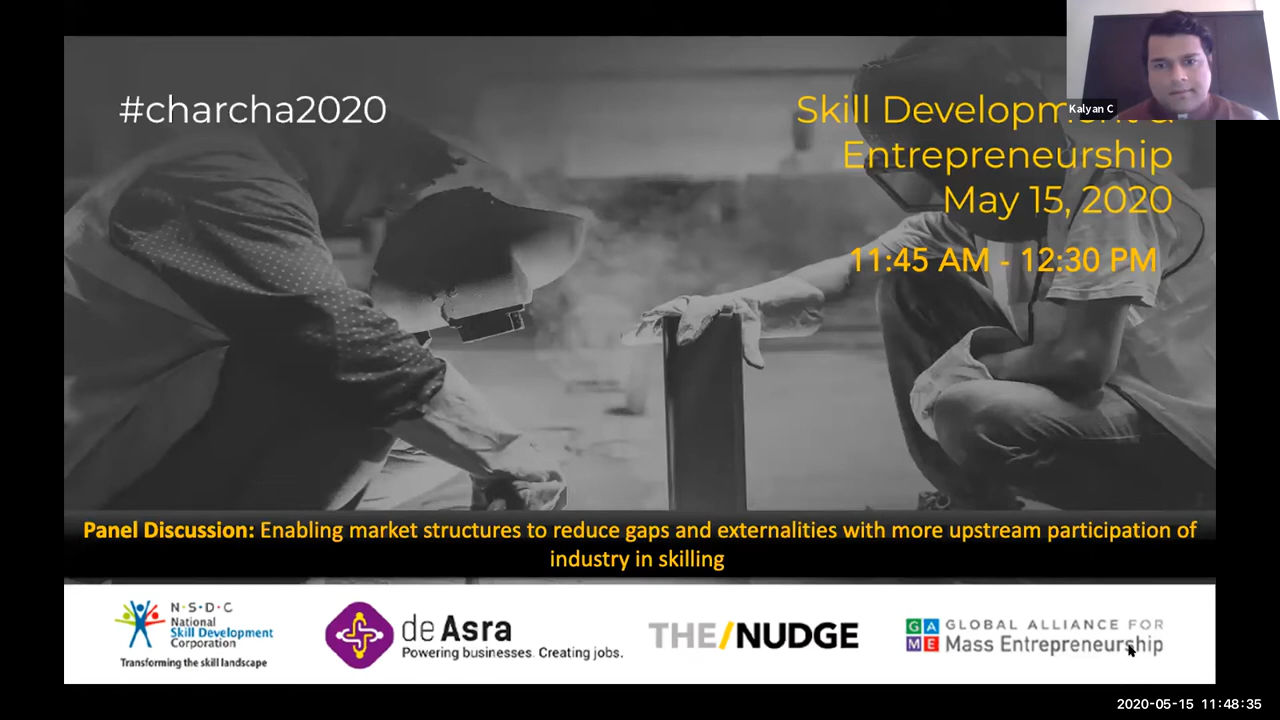 #charcha2020
Skill Development &
Entrepreneurship
May 15, 2020
11:45 AM - 12:30 PM
Kalyan C
Panel Discussion: Enabling market structures to reduce gaps and externalities with more upstream participation of
industry in skilling
N·S·D·C
National
Skill Development
Corporation
Transforming the skill landscape
de Asra
Powering businesses. Creating jobs.
THE/NUDGE
GA
ME
GLOBAL ALLIANCE FOR
Mass Entrepreneurship
2020-05-15 11:48:35